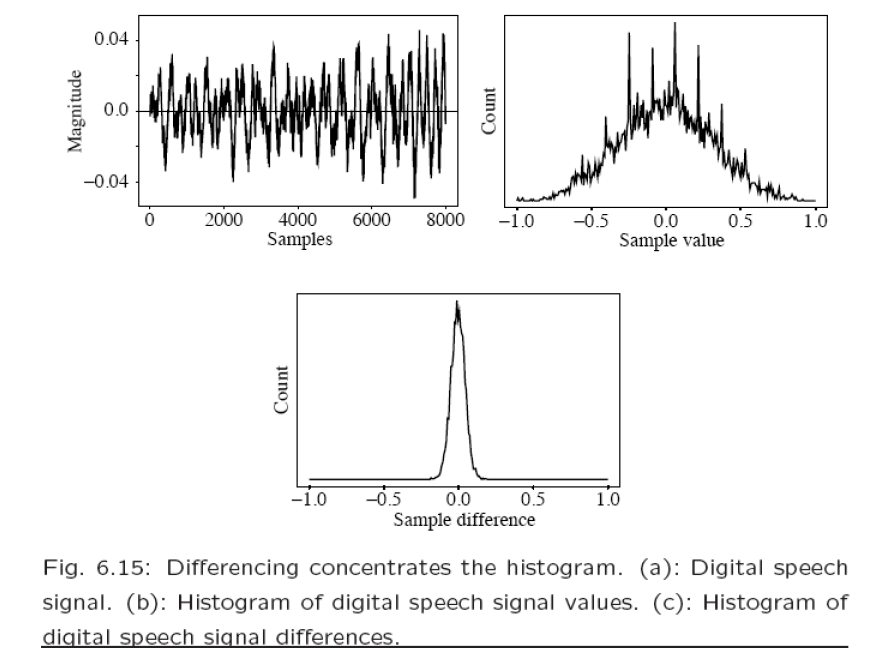 0.04
0.0
−0.04
Magnitude
0 2000 4000 6000 8000
Samples
Count
−1.0 −0.5 0.0 0.5 1.0
Sample value
Count
−1.0 −0.5 0.0 0.5 1.0
Sample difference
Fig. 6.15: Differencing concentrates the histogram. (a): Digital speech
signal. (b): Histogram of digital speech signal values. (c): Histogram of
digital speech signal differences.